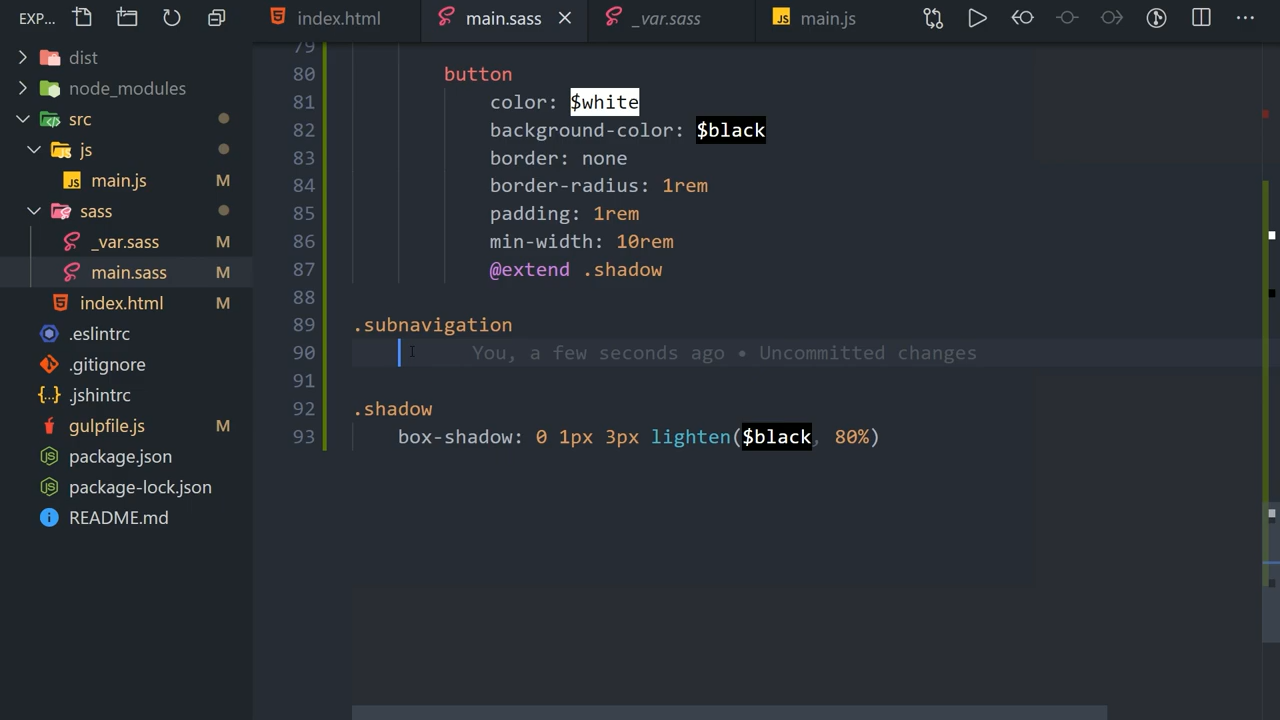 EXP...
index.html
main.sass
_var.sass
main.js
dist
node_modules
src
js
main.js M
sass
_var.sass M
main.sass M
index.html M
.eslintrc
.gitignore
.jshintrc
gulpfile.js M
package.json
package-lock.json
README.md
79
80 button
81 color: $white
82 background-color: $black
83 border: none
84 border-radius: 1rem
85 padding: 1rem
86 min-width: 10rem
87 @extend .shadow
88
89 .subnavigation
90 You, a few seconds ago • Uncommitted changes
91
92 .shadow
93 box-shadow: 0 1px 3px lighten($black, 80%)